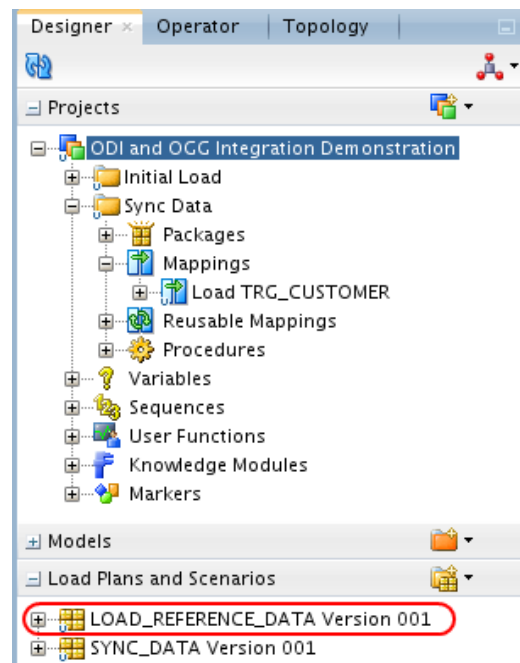 Designer Operator Topology
Projects
ODI and OGG Integration Demonstration
Initial Load
Sync Data
Packages
Mappings
Load TRG_CUSTOMER
Reusable Mappings
Procedures
Variables
Sequences
User Functions
Knowledge Modules
Markers
Models
Load Plans and Scenarios
LOAD_REFERENCE_DATA Version 001
SYNC_DATA Version 001